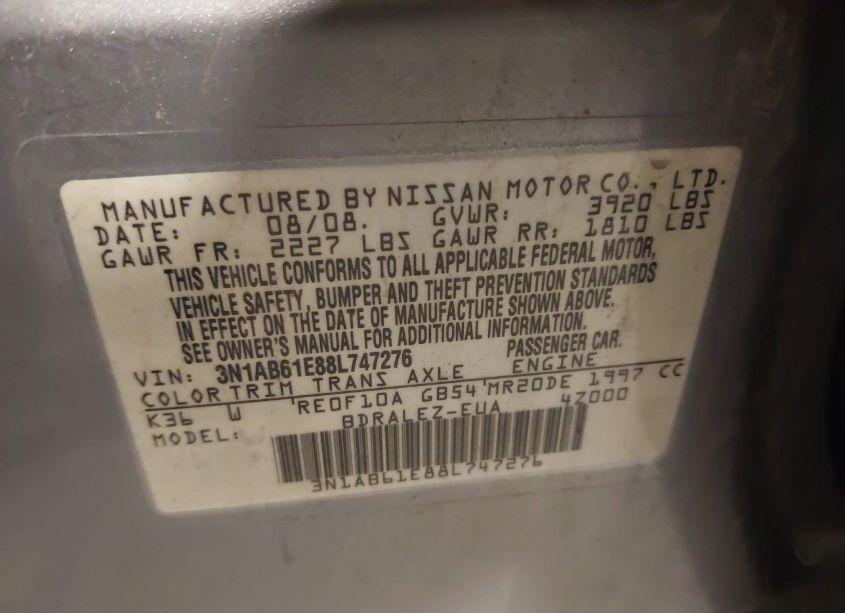 MANUFACTURED BY NISSAN MOTOR CO., LTD.
DATE: 08/08. GVWR: 3920 LBS
GAWR FR: 2227 LBS GAWR RR: 1810 LBS
THIS VEHICLE CONFORMS TO ALL APPLICABLE FEDERAL MOTOR,
VEHICLE SAFETY, BUMPER AND THEFT PREVENTION STANDARDS
IN EFFECT ON THE DATE OF MANUFACTURE SHOWN ABOVE.
SEE OWNER'S MANUAL FOR ADDITIONAL INFORMATION.
VIN: 3N1AB61E88L747276 PASSENGER CAR.
COLOR TRIM TRANS AXLE ENGINE
K36 W RE0F10A GB54 MR20DE 1997 CC
MODEL: BDRALEZ-EUA 4Z000
3N1AB61E88L747276